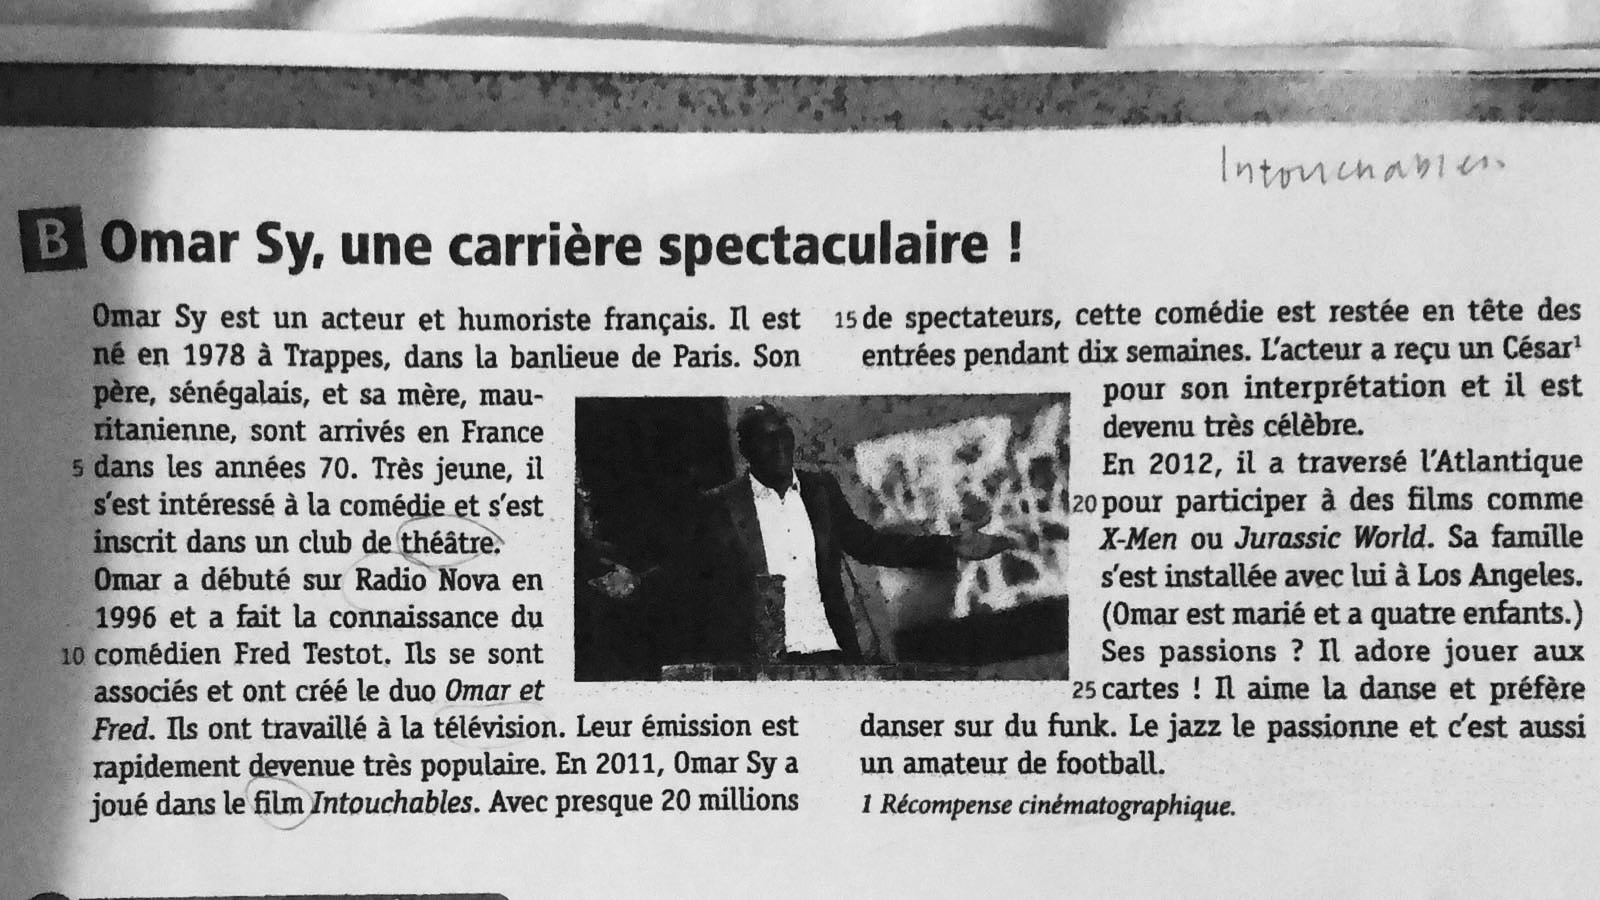 Intouchables.
B Omar Sy, une carrière spectaculaire !
Omar Sy est un acteur et humoriste français. Il est
né en 1978 à Trappes, dans la banlieue de Paris. Son
père, sénégalais, et sa mère, mau-
ritanienne, sont arrivés en France
5 dans les années 70. Très jeune, il
s'est intéressé à la comédie et s'est
inscrit dans un club de théâtre.
Omar a débuté sur Radio Nova en
1996 et a fait la connaissance du
10 comédien Fred Testot. Ils se sont
associés et ont créé le duo Omar et
Fred. Ils ont travaillé à la télévision. Leur émission est
rapidement devenue très populaire. En 2011, Omar Sy a
joué dans le film Intouchables. Avec presque 20 millions
15 de spectateurs, cette comédie est restée en tête des
entrées pendant dix semaines. L'acteur a reçu un César¹
pour son interprétation et il est
devenu très célèbre.
En 2012, il a traversé l'Atlantique
20 pour participer à des films comme
X-Men ou Jurassic World. Sa famille
s'est installée avec lui à Los Angeles.
(Omar est marié et a quatre enfants.)
Ses passions ? Il adore jouer aux
25 cartes ! Il aime la danse et préfère
danser sur du funk. Le jazz le passionne et c'est aussi
un amateur de football.
1 Récompense cinématographique.